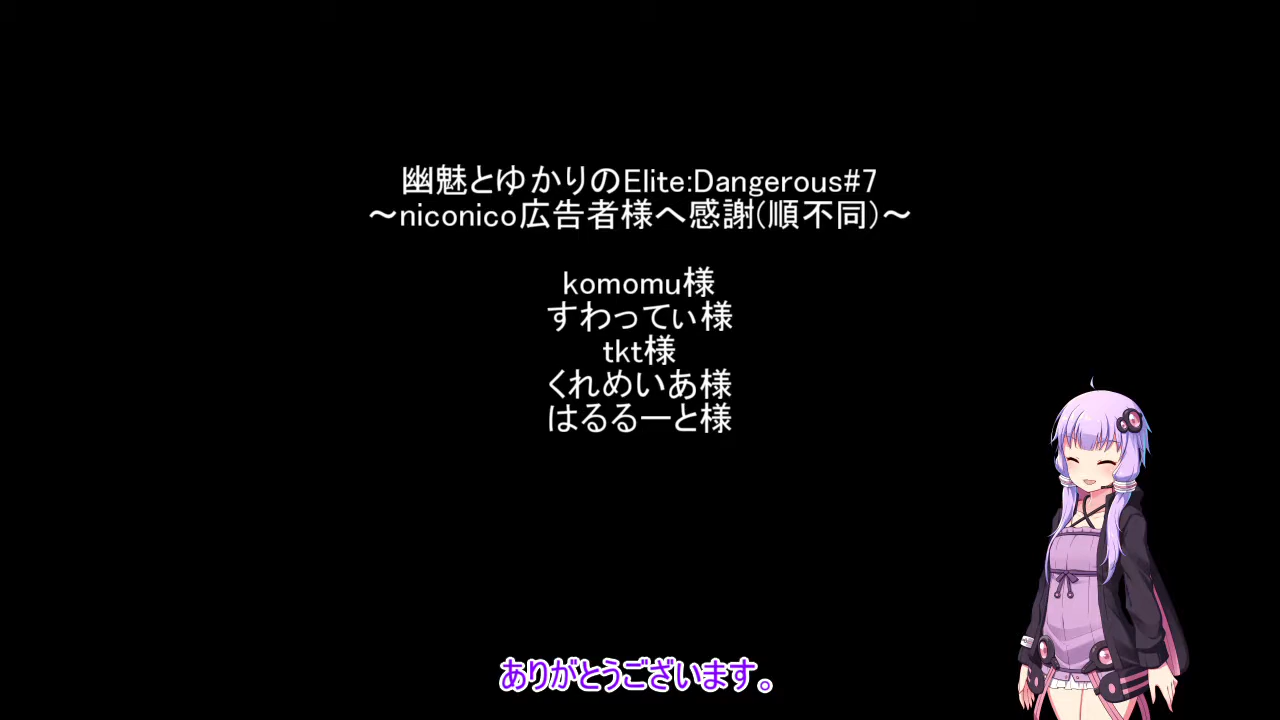 幽魅とゆかりのElite:Dangerous#7
～niconico広告者様へ感謝(順不同)～
komomu様
すわってぃ様
tkt様
くれめいあ様
はるるーと様
ありがとうございます。